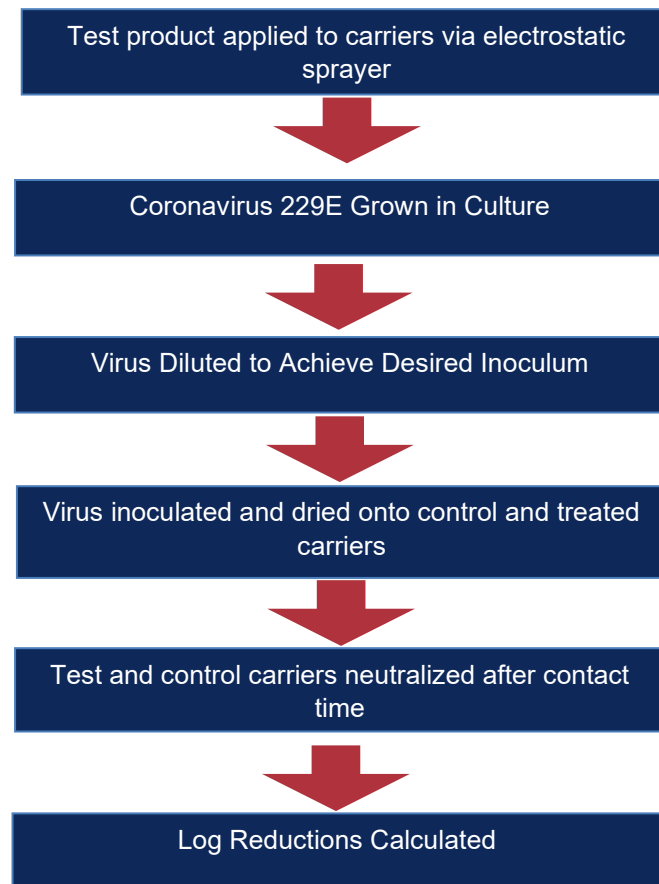 Test product applied to carriers via electrostatic
sprayer
Coronavirus 229E Grown in Culture
Virus Diluted to Achieve Desired Inoculum
Virus inoculated and dried onto control and treated
carriers
Test and control carriers neutralized after contact
time
Log Reductions Calculated